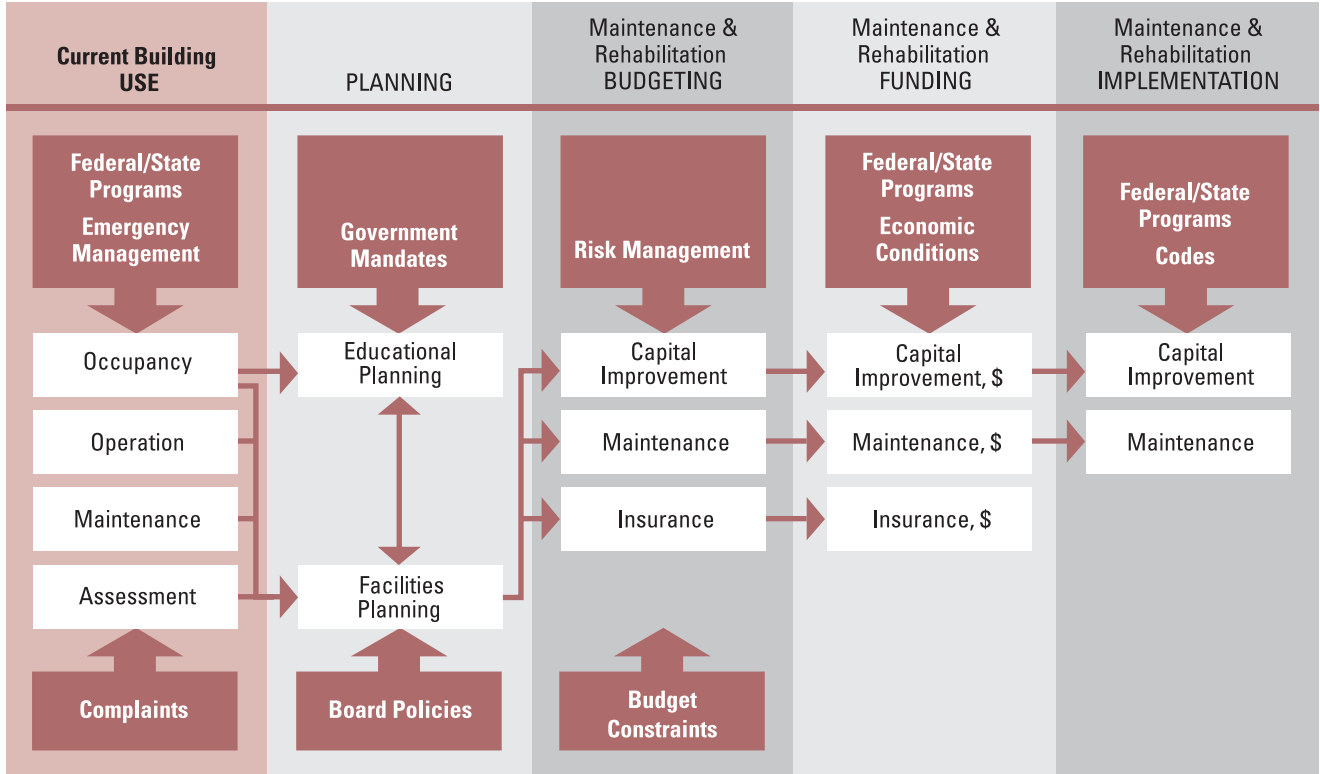 Current Building
USE
PLANNING
Maintenance &
Rehabilitation
BUDGETING
Maintenance &
Rehabilitation
FUNDING
Maintenance &
Rehabilitation
IMPLEMENTATION
Federal/State
Programs
Emergency
Management
Government
Mandates
Risk Management
Federal/State
Programs
Economic
Conditions
Federal/State
Programs
Codes
Occupancy
Educational
Planning
Capital
Improvement
Capital
Improvement, $
Capital
Improvement
Operation
Maintenance
Maintenance, $
Maintenance
Maintenance
Insurance
Insurance, $
Assessment
Facilities
Planning
Complaints
Board Policies
Budget
Constraints